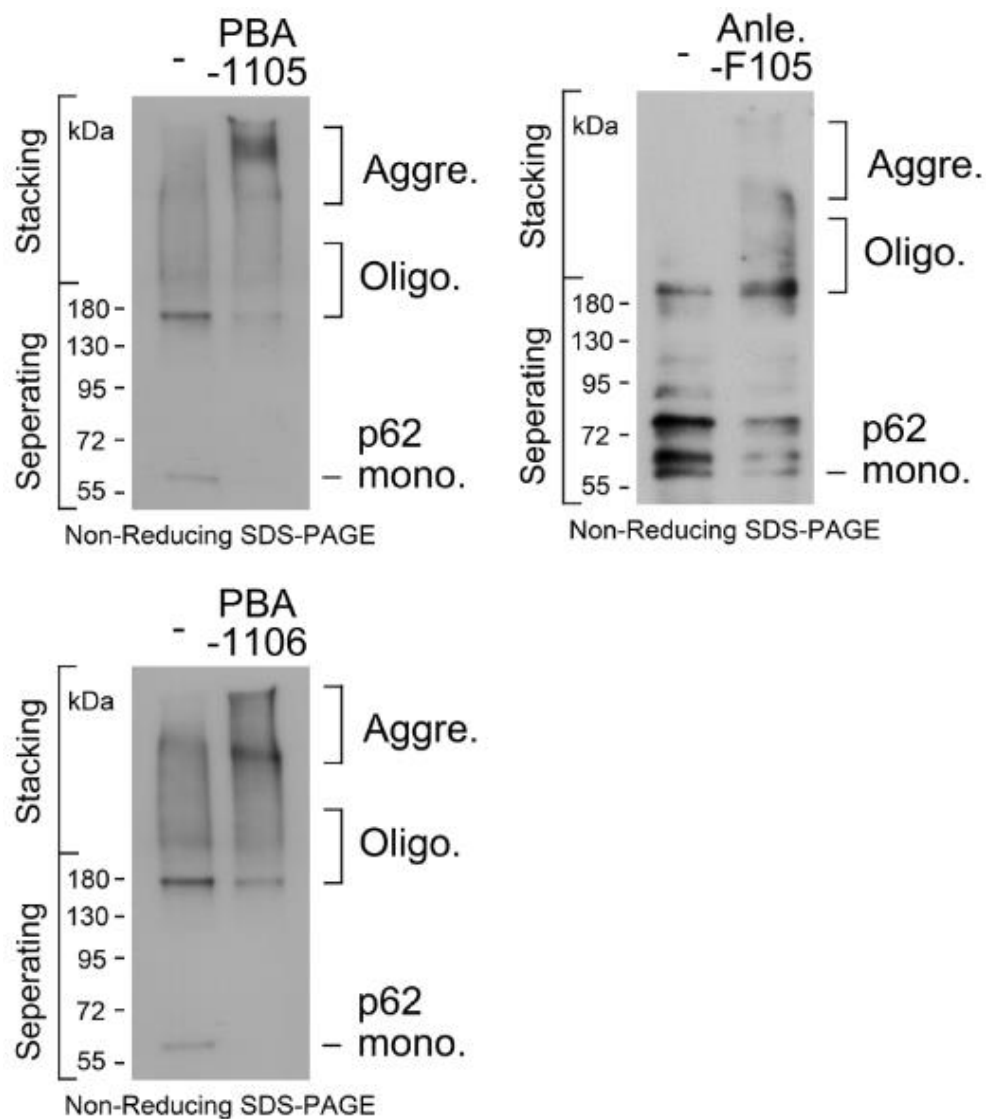 PBA
- -1105
Stacking
kDa
Aggre.
Oligo.
Seperating
180 -
130 -
95 -
72 -
55 -
p62
– mono.
Non-Reducing SDS-PAGE
Anle.
- -F105
Stacking
kDa
Aggre.
Oligo.
Seperating
180 -
130 -
95 -
72 -
55 -
p62
– mono.
Non-Reducing SDS-PAGE
PBA
- -1106
Stacking
kDa
Aggre.
Oligo.
Seperating
180 -
130 -
95 -
72 -
55 -
p62
– mono.
Non-Reducing SDS-PAGE